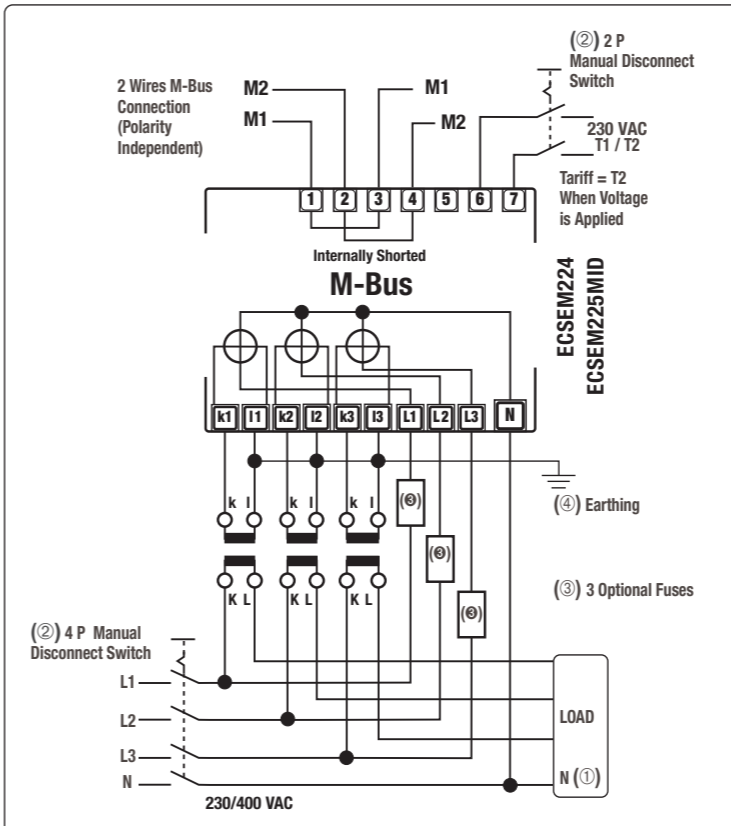 (②) 2 P
Manual Disconnect
Switch
2 Wires M-Bus
Connection
(Polarity
Independent)
M2
M1
M1
M2
230 VAC
T1 / T2
Tariff = T2
When Voltage
is Applied
1 2 3 4 5 6 7
Internally Shorted
M-Bus
ECSEM224
ECSEM225MID
k1 l1 k2 l2 k3 l3 L1 L2 L3 N
k l k l k l
(③)
(③)
(③)
K L K L K L
(④) Earthing
(③) 3 Optional Fuses
(②) 4 P Manual
Disconnect Switch
L1
L2
L3
N
LOAD
N (①)
230/400 VAC